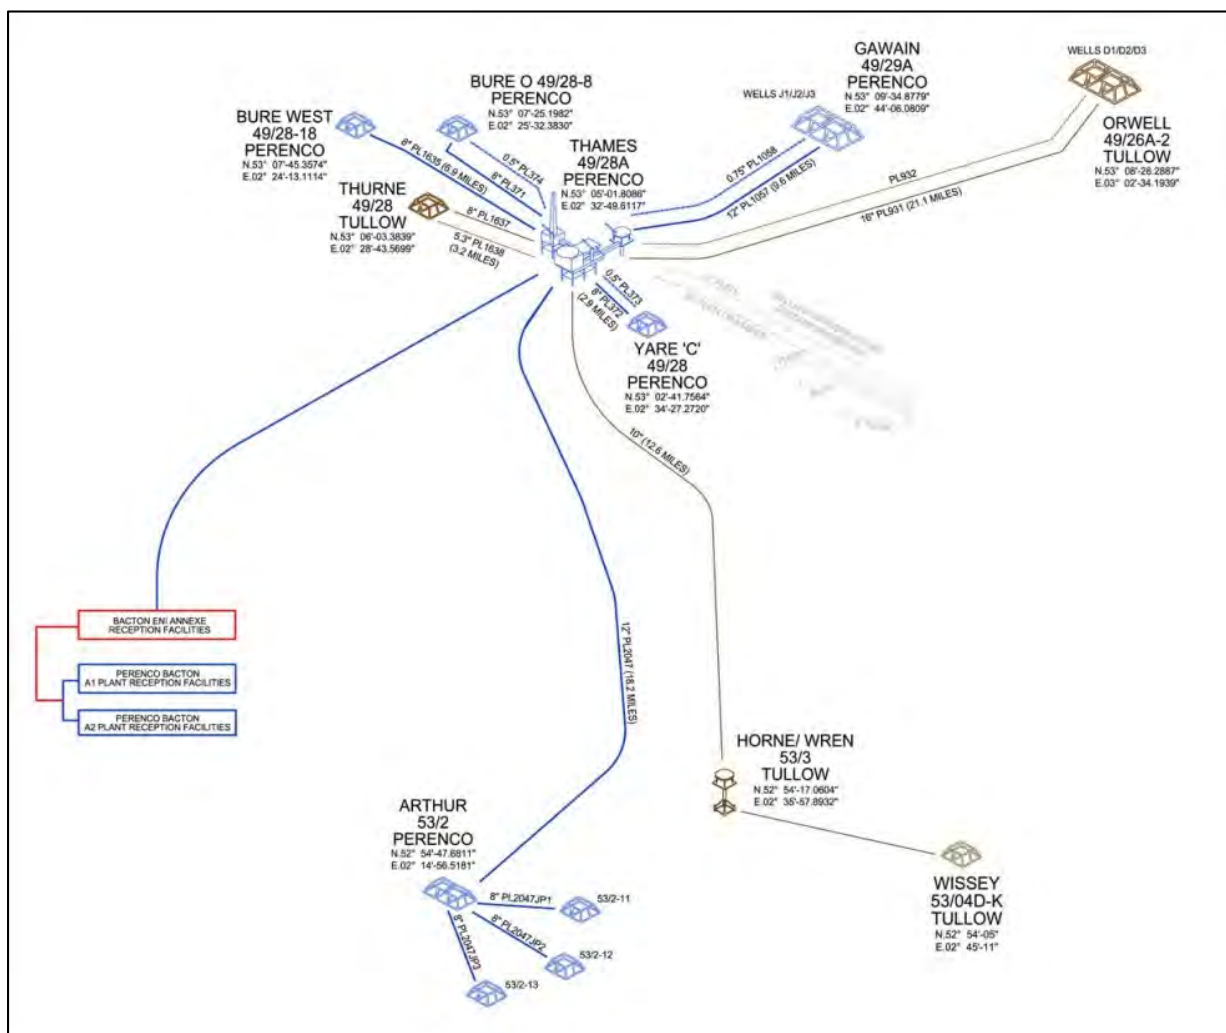 BURE WEST
49/28-18
PERENCO
N.53° 07'-45.3574"
E.02° 24'-13.1114"
BURE O 49/28-8
PERENCO
N.53° 07'-25.1982"
E.02° 25'-32.3830"
THAMES
49/28A
PERENCO
N.53° 05'-01.8086"
E.02° 32'-49.6117"
WELLS J1/J2/J3
GAWAIN
49/29A
PERENCO
N.53° 09'-34.8779"
E.02° 44'-06.0809"
WELLS D1/D2/D3
ORWELL
49/26A-2
TULLOW
N.53° 08'-26.2887"
E.03° 02'-34.1939"
THURNE
49/28
TULLOW
N.53° 06'-03.3839"
E.02° 28'-43.5699"
8" PL1635 (6.9 MILES)
0.5" PL374
8" PL371
8" PL1637
5.3" PL1638
(3.2 MILES)
0.75" PL1058
12" PL1057 (9.6 MILES)
PL932
16" PL931 (21.1 MILES)
0.5" PL373
8" PL372
(2.9 MILES)
YARE 'C'
49/28
PERENCO
N.53° 02'-41.7564"
E.02° 34'-27.2720"
10" (12.6 MILES)
12" PL2047 (18.2 MILES)
BACTON ENI ANNEXE
RECEPTION FACILITIES
PERENCO BACTON
A1 PLANT RECEPTION FACILITIES
PERENCO BACTON
A2 PLANT RECEPTION FACILITIES
HORNE/ WREN
53/3
TULLOW
N.52° 54'-17.0604"
E.02° 35'-57.8932"
ARTHUR
53/2
PERENCO
N.52° 54'-47.6811"
E.02° 14'-56.5181"
8" PL2047JP1
53/2-11
8" PL2047JP2
53/2-12
8" PL2047JP3
53/2-13
WISSEY
53/04D-K
TULLOW
N.52° 54'-05"
E.02° 45'-11"